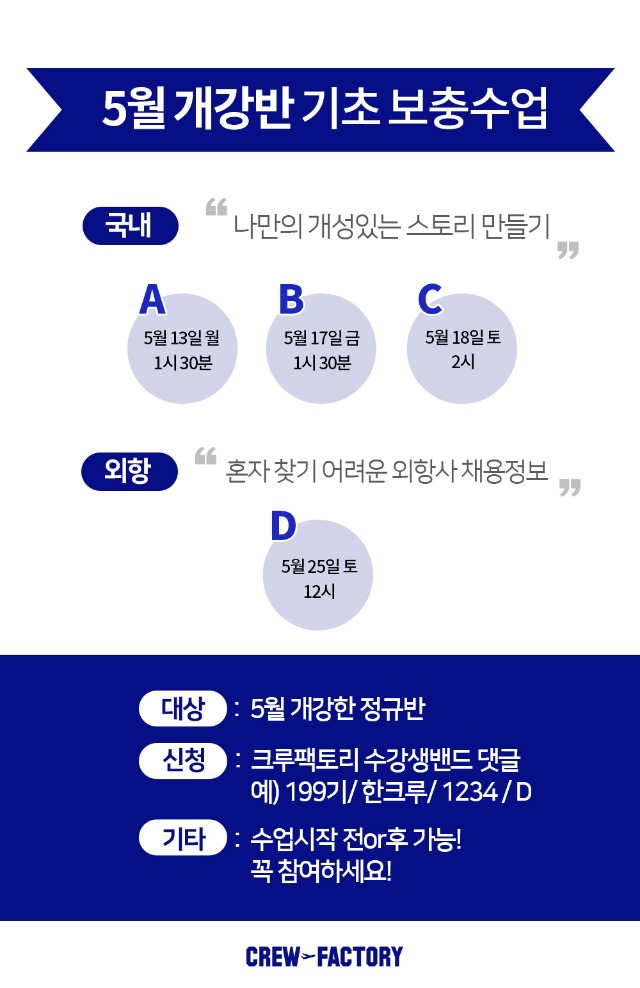 5월 개강반 기초 보충수업
국내 “ 나만의 개성있는 스토리 만들기 ”
A
5월 13일 월
1시 30분
B
5월 17일 금
1시 30분
C
5월 18일 토
2시
외항 “ 혼자 찾기 어려운 외항사 채용정보 ”
D
5월 25일 토
12시
대상 : 5월 개강한 정규반
신청 : 크루팩토리 수강생밴드 댓글
예) 199기/ 한크루/ 1234 / D
기타 : 수업시작 전or후 가능!
꼭 참여하세요!
CREW FACTORY